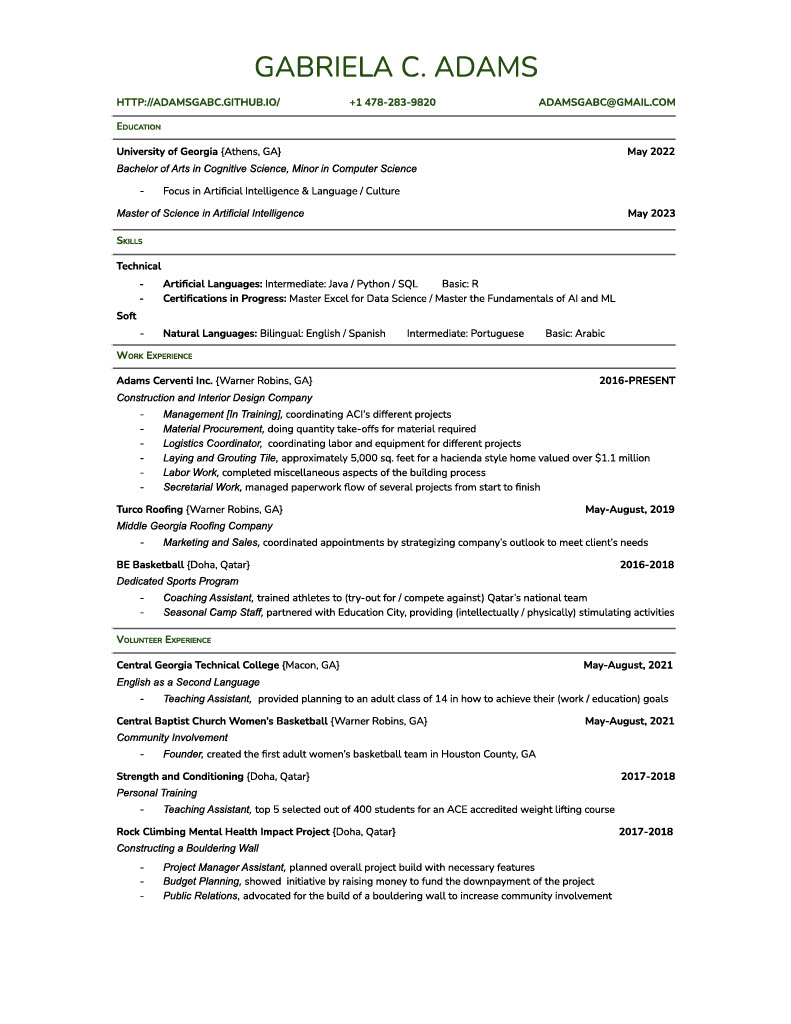 GABRIELA C. ADAMS
HTTP://ADAMSGABC.GITHUB.IO/ +1 478-283-9820 ADAMSGABC@GMAIL.COM
Education
University of Georgia {Athens, GA} May 2022
Bachelor of Arts in Cognitive Science, Minor in Computer Science
- Focus in Artificial Intelligence & Language / Culture
Master of Science in Artificial Intelligence May 2023
Skills
Technical
- Artificial Languages: Intermediate: Java / Python / SQL Basic: R
- Certifications in Progress: Master Excel for Data Science / Master the Fundamentals of AI and ML
Soft
- Natural Languages: Bilingual: English / Spanish Intermediate: Portuguese Basic: Arabic
Work Experience
Adams Cerventi Inc. {Warner Robins, GA} 2016-PRESENT
Construction and Interior Design Company
- Management [In Training], coordinating ACI's different projects
- Material Procurement, doing quantity take-offs for material required
- Logistics Coordinator, coordinating labor and equipment for different projects
- Laying and Grouting Tile, approximately 5,000 sq. feet for a hacienda style home valued over $1.1 million
- Labor Work, completed miscellaneous aspects of the building process
- Secretarial Work, managed paperwork flow of several projects from start to finish
Turco Roofing {Warner Robins, GA} May-August, 2019
Middle Georgia Roofing Company
- Marketing and Sales, coordinated appointments by strategizing company's outlook to meet client's needs
BE Basketball {Doha, Qatar} 2016-2018
Dedicated Sports Program
- Coaching Assistant, trained athletes to (try-out for / compete against) Qatar's national team
- Seasonal Camp Staff, partnered with Education City, providing (intellectually / physically) stimulating activities
Volunteer Experience
Central Georgia Technical College {Macon, GA} May-August, 2021
English as a Second Language
- Teaching Assistant, provided planning to an adult class of 14 in how to achieve their (work / education) goals
Central Baptist Church Women's Basketball {Warner Robins, GA} May-August, 2021
Community Involvement
- Founder, created the first adult women's basketball team in Houston County, GA
Strength and Conditioning {Doha, Qatar} 2017-2018
Personal Training
- Teaching Assistant, top 5 selected out of 400 students for an ACE accredited weight lifting course
Rock Climbing Mental Health Impact Project {Doha, Qatar} 2017-2018
Constructing a Bouldering Wall
- Project Manager Assistant, planned overall project build with necessary features
- Budget Planning, showed initiative by raising money to fund the downpayment of the project
- Public Relations, advocated for the build of a bouldering wall to increase community involvement